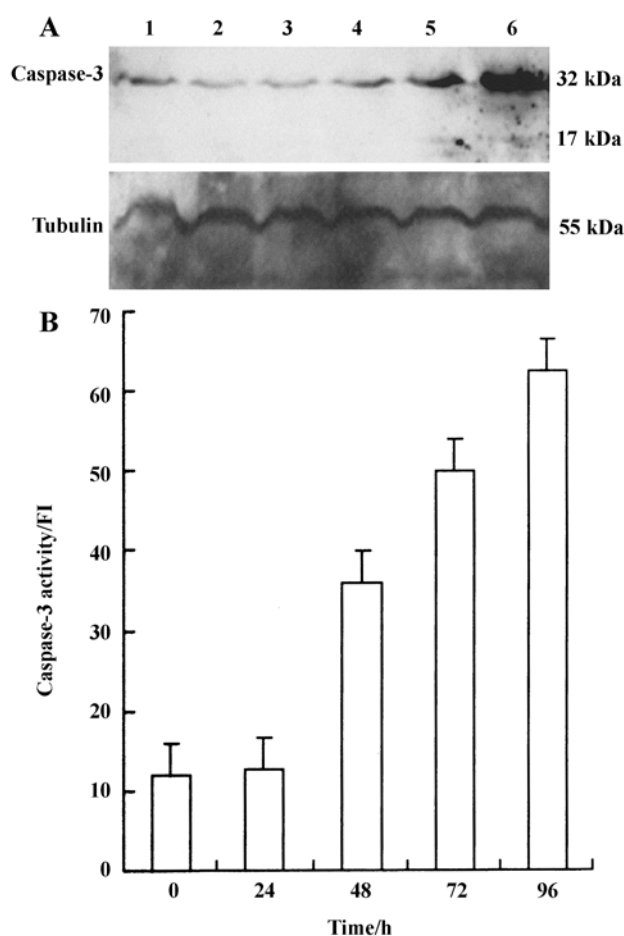 A 1 2 3 4 5 6
Caspase-3 32 kDa
17 kDa
Tubulin 55 kDa
B
70
60
50
40
30
20
10
0
Caspase-3 activity/FI
0 24 48 72 96
Time/h